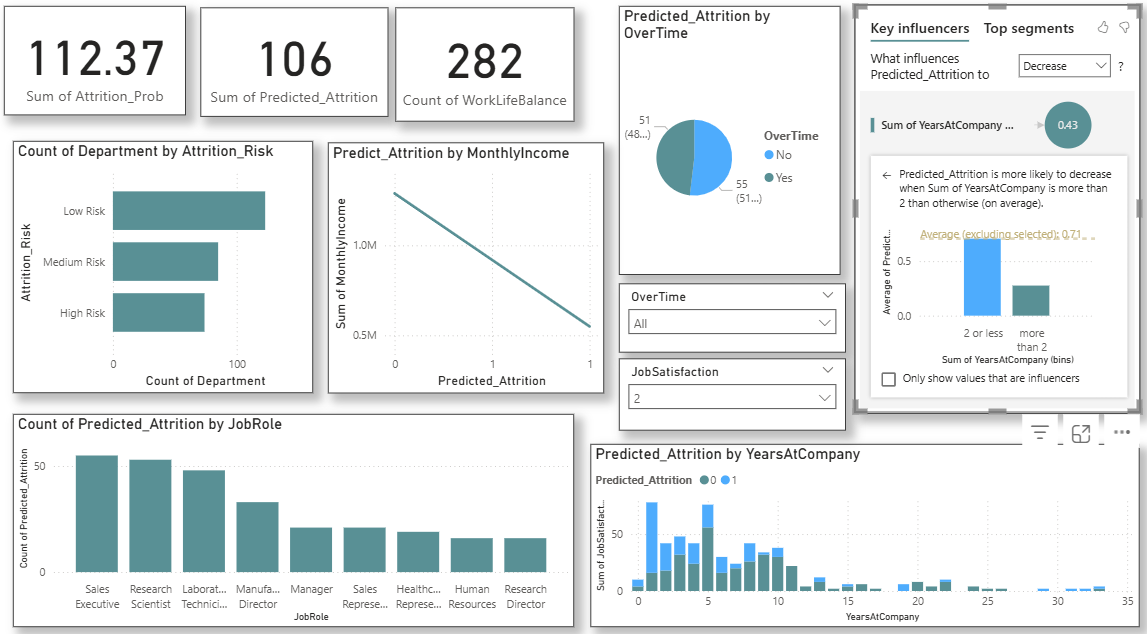 112.37
Sum of Attrition_Prob
106
Sum of Predicted_Attrition
282
Count of WorkLifeBalance
Predicted_Attrition by
OverTime
51
(48...)
55
(51...)
OverTime
No
Yes
Key influencers
Top segments
What influences
Predicted_Attrition to
Decrease
?
Sum of YearsAtCompany ...
0.43
Predicted_Attrition is more likely to decrease
when Sum of YearsAtCompany is more than
2 than otherwise (on average).
Average (excluding selected): 0.71
Average of Predict...
0.5
0.0
2 or less
more
than 2
Sum of YearsAtCompany (bins)
Only show values that are influencers
Count of Department by Attrition_Risk
Attrition_Risk
Low Risk
Medium Risk
High Risk
0
100
Count of Department
Predict_Attrition by MonthlyIncome
Sum of MonthlyIncome
1.0M
0.5M
0
1
1
Predicted_Attrition
OverTime
All
JobSatisfaction
2
Count of Predicted_Attrition by JobRole
Count of Predicted_Attrition
50
0
Sales
Executive
Research
Scientist
Laborat...
Technici...
Manufa...
Director
Manager
Sales
Represe...
Healthc...
Represe...
Human
Resources
Research
Director
JobRole
Predicted_Attrition by YearsAtCompany
Predicted_Attrition
0
1
Sum of JobSatisfact...
50
0
0
5
10
15
20
25
30
35
YearsAtCompany